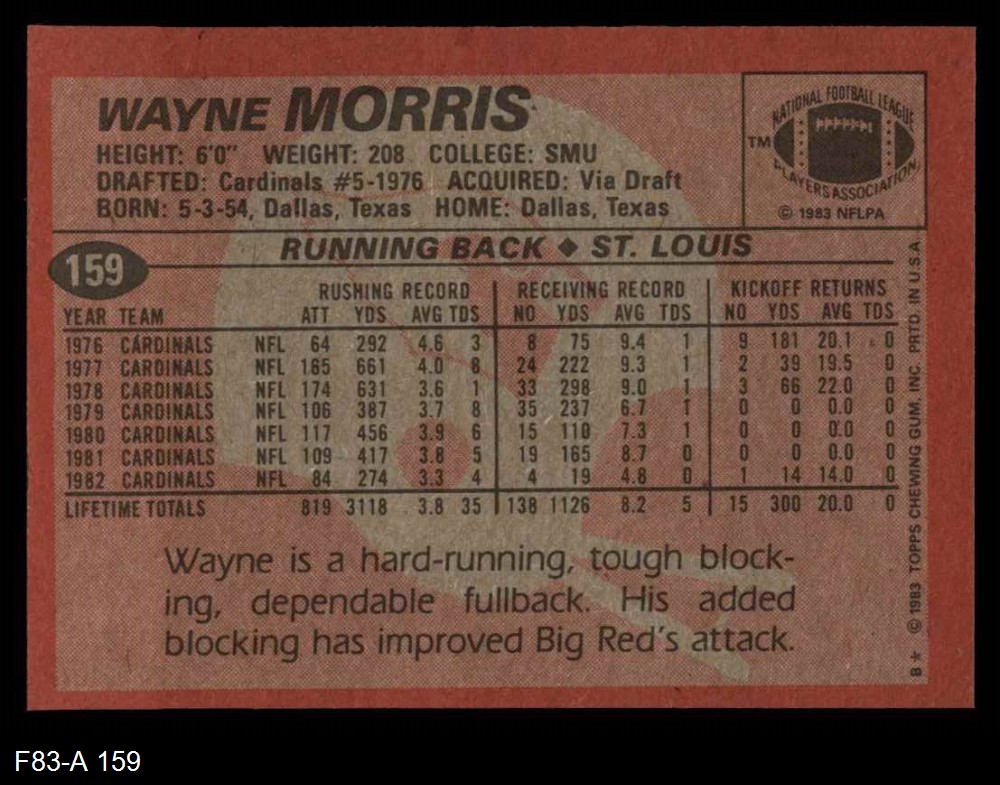 WAYNE MORRIS
HEIGHT: 6'0" WEIGHT: 208 COLLEGE: SMU
DRAFTED: Cardinals #5-1976 ACQUIRED: Via Draft
BORN: 5-3-54, Dallas, Texas HOME: Dallas, Texas
NATIONAL FOOTBALL LEAGUE
TM
PLAYERS ASSOCIATION
© 1983 NFLPA
159
RUNNING BACK ◆ ST. LOUIS
RUSHING RECORD RECEIVING RECORD KICKOFF RETURNS
YEAR TEAM ATT YDS AVG TDS NO YDS AVG TDS NO YDS AVG TDS
1976 CARDINALS NFL 64 292 4.6 3 8 75 9.4 1 9 181 20.1 0
1977 CARDINALS NFL 165 661 4.0 8 24 222 9.3 1 2 39 19.5 0
1978 CARDINALS NFL 174 631 3.6 1 33 298 9.0 1 3 66 22.0 0
1979 CARDINALS NFL 106 387 3.7 8 35 237 6.7 1 0 0 0.0 0
1980 CARDINALS NFL 117 456 3.9 6 15 110 7.3 1 0 0 0.0 0
1981 CARDINALS NFL 109 417 3.8 5 19 165 8.7 0 0 0 0.0 0
1982 CARDINALS NFL 84 274 3.3 4 4 19 4.8 0 1 14 14.0 0
LIFETIME TOTALS 819 3118 3.8 35 138 1126 8.2 5 15 300 20.0 0
Wayne is a hard-running, tough block-
ing, dependable fullback. His added
blocking has improved Big Red's attack.
B* © 1983 TOPPS CHEWING GUM, INC. PRTD. IN U.S.A.
F83-A 159